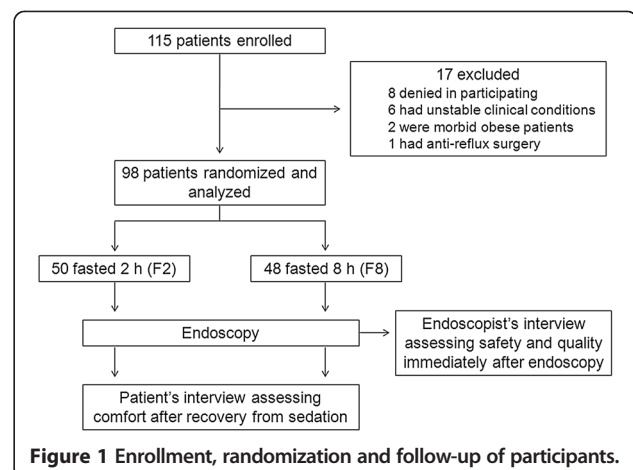 115 patients enrolled
17 excluded
8 denied in participating
6 had unstable clinical conditions
2 were morbid obese patients
1 had anti-reflux surgery
98 patients randomized and
analyzed
50 fasted 2 h (F2)
48 fasted 8 h (F8)
Endoscopy
Endoscopist's interview
assessing safety and quality
immediately after endoscopy
Patient's interview assessing
comfort after recovery from sedation
Figure 1 Enrollment, randomization and follow-up of participants.